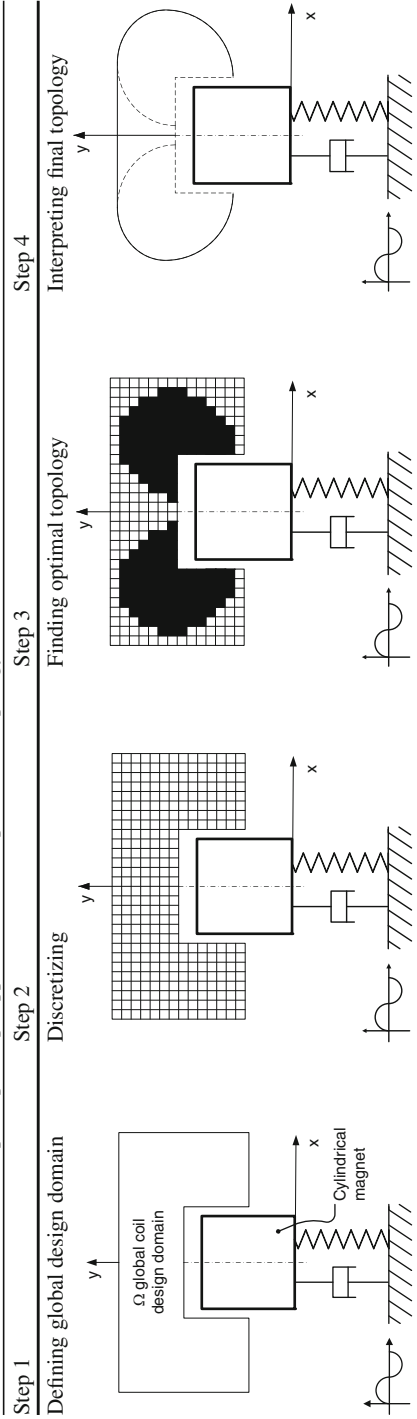 Step 1
Step 2
Step 3
Step 4
Defining global design domain
Discretizing
Finding optimal topology
Interpreting final topology
y
Ω global coil
design domain
x
Cylindrical
magnet
y
x
y
x
y
x